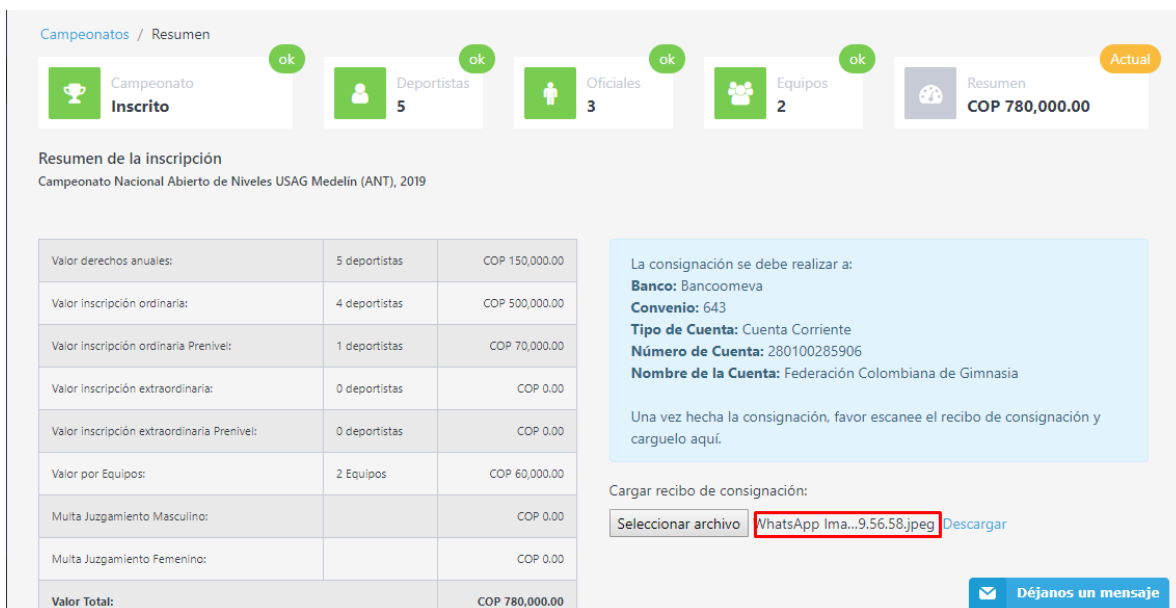 Campeonatos / Resumen
ok
Campeonato
Inscrito
ok
Deportistas
5
ok
Oficiales
3
ok
Equipos
2
Actual
Resumen
COP 780,000.00
Resumen de la inscripción
Campeonato Nacional Abierto de Niveles USAG Medelín (ANT), 2019
Valor derechos anuales: 5 deportistas COP 150,000.00
Valor inscripción ordinaria: 4 deportistas COP 500,000.00
Valor inscripción ordinaria Prenivel: 1 deportistas COP 70,000.00
Valor inscripción extraordinaria: 0 deportistas COP 0.00
Valor inscripción extraordinaria Prenivel: 0 deportistas COP 0.00
Valor por Equipos: 2 Equipos COP 60,000.00
Multa Juzgamiento Masculino: COP 0.00
Multa Juzgamiento Femenino: COP 0.00
Valor Total: COP 780,000.00
La consignación se debe realizar a:
Banco: Bancoomeva
Convenio: 643
Tipo de Cuenta: Cuenta Corriente
Número de Cuenta: 280100285906
Nombre de la Cuenta: Federación Colombiana de Gimnasia
Una vez hecha la consignación, favor escanee el recibo de consignación y
carguelo aquí.
Cargar recibo de consignación:
Seleccionar archivo WhatsApp Ima...9.56.58.jpeg Descargar
Déjanos un mensaje